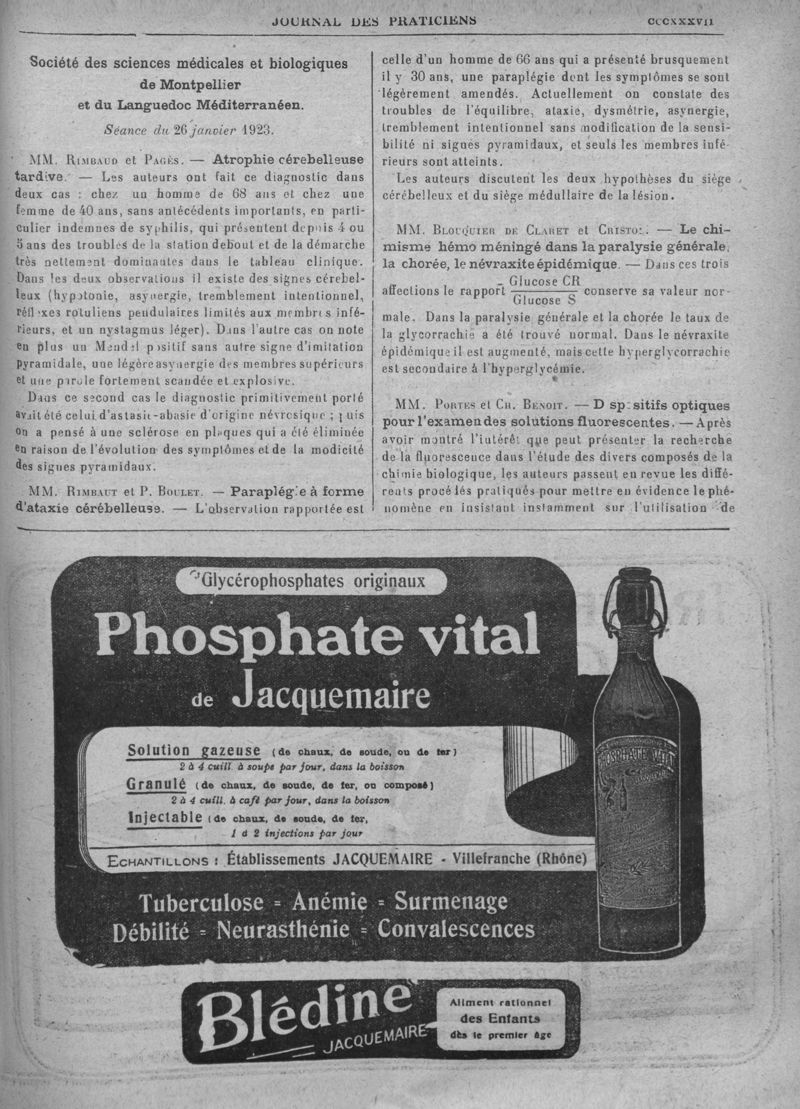 JOURNAL DES PRATICIENS
CCCXXXVII
Société des sciences médicales et biologiques
de Montpellier
et du Languedoc Méditerranéen.
Séance du 26 janvier 1923.
MM. RIMBAUD et PAGÈS. — Atrophie cérebelleuse
tardive. — Les auteurs ont fait ce diagnostic dans
deux cas : chez un homme de 68 ans et chez une
femme de 40 ans, sans antécédents importants, en parti-
culier indemnes de syphilis, qui présentent depuis 4 ou
5 ans des troubles de la station debout et de la démarche
très nettement dominantes dans le tableau clinique.
Dans les deux observations il existe des signes cérébel-
leux (hypotonie, asynergie, tremblement intentionnel,
réflexes rotuliens pendulaires limités aux membres infé-
rieurs, et un nystagmus léger). Dans l'autre cas on note
en plus un Mendel positif sans autre signe d'imitation
pyramidale, une légère asynergie des membres supérieurs
et une parole fortement scandée et explosive.
Dans ce second cas le diagnostic primitivement porté
avait été celui d'astasie-abasie d'origine névrosique ; puis
on a pensé à une sclérose en plaques qui a été éliminée
en raison de l'évolution des symptômes et de la modicité
des signes pyramidaux.
MM. RIMBAUT et P. BOULET. — Paraplégie à forme
d'ataxie cérébelleuse. — L'observation rapportée est
celle d'un homme de 66 ans qui a présenté brusquement
il y 30 ans, une paraplégie dont les symptômes se sont
légèrement amendés. Actuellement on constate des
troubles de l'équilibre, ataxie, dysmétrie, asynergie,
tremblement intentionnel sans modification de la sensi-
bilité ni signes pyramidaux, et seuls les membres infé-
rieurs sont atteints.
Les auteurs discutent les deux hypothèses du siège
cérébelleux et du siège médullaire de la lésion.
MM. BLOUQUIER DE CLARET et CRISTOL. — Le chi-
misme hémo méningé dans la paralysie générale,
la chorée, le névraxite épidémique. — Dans ces trois
affections le rapport Glucose CR / Glucose S conserve sa valeur nor-
male. Dans la paralysie générale et la chorée le taux de
la glycorrachie a été trouvé normal. Dans le névraxite
épidémique il est augmenté, mais cette hyperglycorrachie
est secondaire à l'hyperglycémie.
MM. PORTES et CH. BENOIT. — Dispositifs optiques
pour l'examen des solutions fluorescentes. — Après
avoir montré l'intérêt que peut présenter la recherche
de la fluorescence dans l'étude des divers composés de la
chimie biologique, les auteurs passent en revue les diffé-
rents procédés pratiqués pour mettre en évidence le phé-
nomène en insistant instamment sur l'utilisation de
Glycérophosphates originaux
Phosphate vital
de Jacquemaire
Solution gazeuse (de chaux, de soude, ou de fer)
2 à 4 cuill. à soupe par jour, dans la boisson
Granulé (de chaux, de soude, de fer, ou composé)
2 à 4 cuill. à café par jour, dans la boisson
Injectable (de chaux, de soude, de fer,
1 à 2 injections par jour
ECHANTILLONS : Établissements JACQUEMAIRE - Villefranche (Rhône)
PHOSPHATE VITAL
Tuberculose = Anémie = Surmenage
Débilité = Neurasthénie = Convalescences
Blédine
JACQUEMAIRE
Aliment rationnel
des Enfants
dès le premier âge